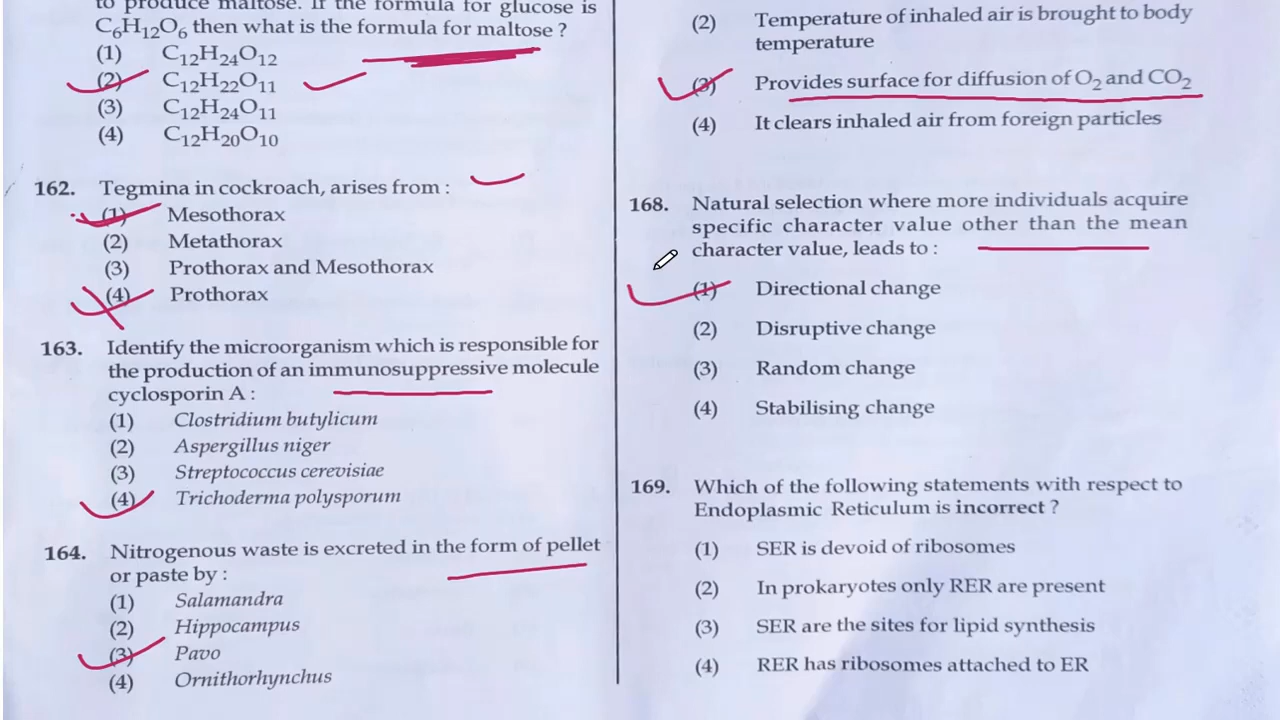 to produce maltose. If the formula for glucose is
C₆H₁₂O₆ then what is the formula for maltose ?
(1) C₁₂H₂₄O₁₂
(2) C₁₂H₂₂O₁₁
(3) C₁₂H₂₄O₁₁
(4) C₁₂H₂₀O₁₀
162. Tegmina in cockroach, arises from :
(1) Mesothorax
(2) Metathorax
(3) Prothorax and Mesothorax
(4) Prothorax
163. Identify the microorganism which is responsible for
the production of an immunosuppressive molecule
cyclosporin A :
(1) Clostridium butylicum
(2) Aspergillus niger
(3) Streptococcus cerevisiae
(4) Trichoderma polysporum
164. Nitrogenous waste is excreted in the form of pellet
or paste by :
(1) Salamandra
(2) Hippocampus
(3) Pavo
(4) Ornithorhynchus
(2) Temperature of inhaled air is brought to body
temperature
(3) Provides surface for diffusion of O₂ and CO₂
(4) It clears inhaled air from foreign particles
168. Natural selection where more individuals acquire
specific character value other than the mean
character value, leads to :
(1) Directional change
(2) Disruptive change
(3) Random change
(4) Stabilising change
169. Which of the following statements with respect to
Endoplasmic Reticulum is incorrect ?
(1) SER is devoid of ribosomes
(2) In prokaryotes only RER are present
(3) SER are the sites for lipid synthesis
(4) RER has ribosomes attached to ER